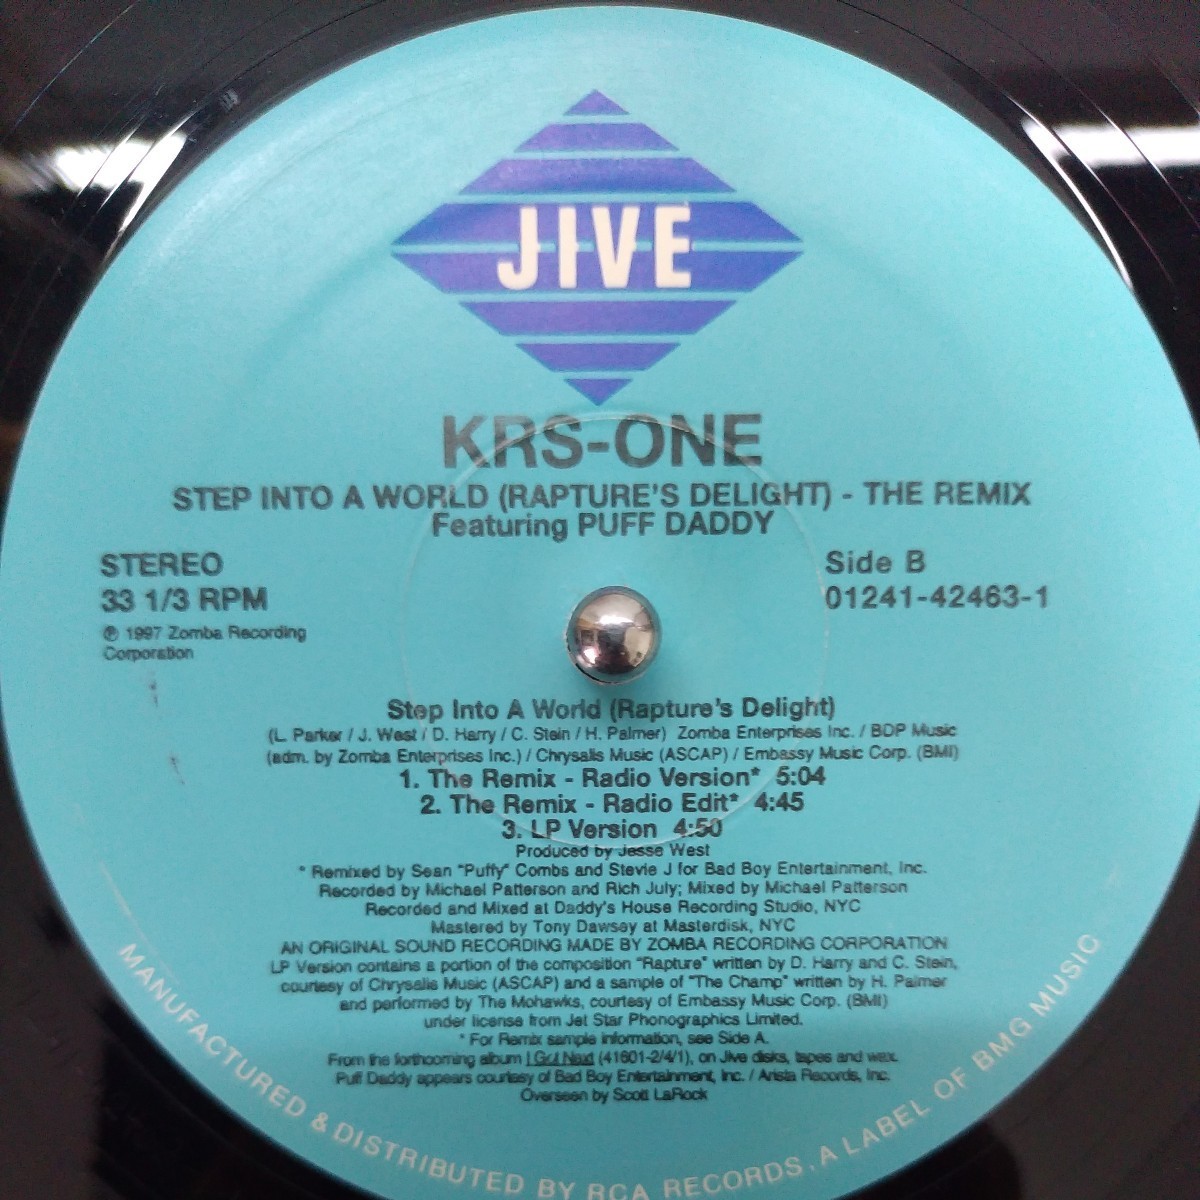 JIVE
KRS-ONE
STEP INTO A WORLD (RAPTURE'S DELIGHT) - THE REMIX
Featuring PUFF DADDY
STEREO
33 1/3 RPM
℗ 1997 Zomba Recording
Corporation
Side B
01241-42463-1
Step Into A World (Rapture's Delight)
(L. Parker / J. West / D. Harry / C. Stein / H. Palmer) Zomba Enterprises Inc. / BDP Music
(adm. by Zomba Enterprises Inc.) / Chrysalis Music (ASCAP) / Embassy Music Corp. (BMI)
1. The Remix - Radio Version* 5:04
2. The Remix - Radio Edit* 4:45
3. LP Version 4:50
Produced by Jesse West
* Remixed by Sean "Puffy" Combs and Stevie J for Bad Boy Entertainment, Inc.
Recorded by Michael Patterson and Rich July; Mixed by Michael Patterson
Recorded and Mixed at Daddy's House Recording Studio, NYC
Mastered by Tony Dawsey at Masterdisk, NYC
AN ORIGINAL SOUND RECORDING MADE BY ZOMBA RECORDING CORPORATION
LP Version contains a portion of the composition "Rapture" written by D. Harry and C. Stein,
courtesy of Chrysalis Music (ASCAP) and a sample of "The Champ" written by H. Palmer
and performed by The Mohawks, courtesy of Embassy Music Corp. (BMI)
under license from Jet Star Phonographics Limited.
* For Remix sample information, see Side A.
From the forthcoming album I Got Next (41601-2/4/1), on Jive disks, tapes and wax.
Puff Daddy appears courtesy of Bad Boy Entertainment, Inc. / Arista Records, Inc.
Overseen by Scott LaRock
MANUFACTURED & DISTRIBUTED BY RCA RECORDS, A LABEL OF BMG MUSIC